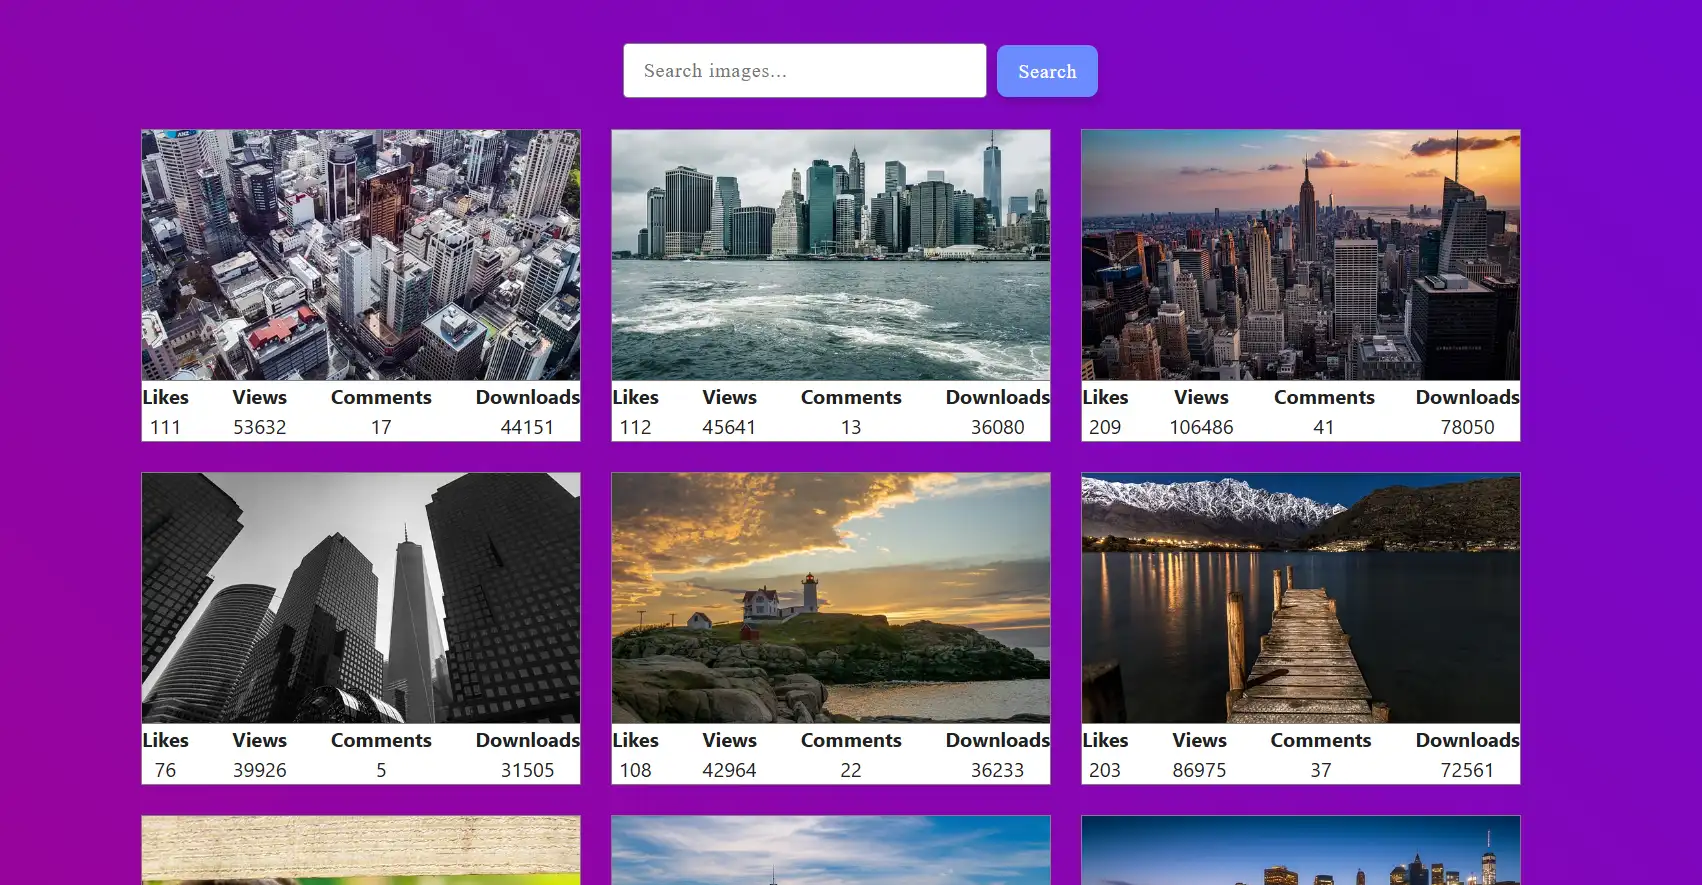 Search images...
Search
ANZ
Likes Views Comments Downloads
111 53632 17 44151
Likes Views Comments Downloads
112 45641 13 36080
Likes Views Comments Downloads
209 106486 41 78050
Likes Views Comments Downloads
76 39926 5 31505
Likes Views Comments Downloads
108 42964 22 36233
Likes Views Comments Downloads
203 86975 37 72561